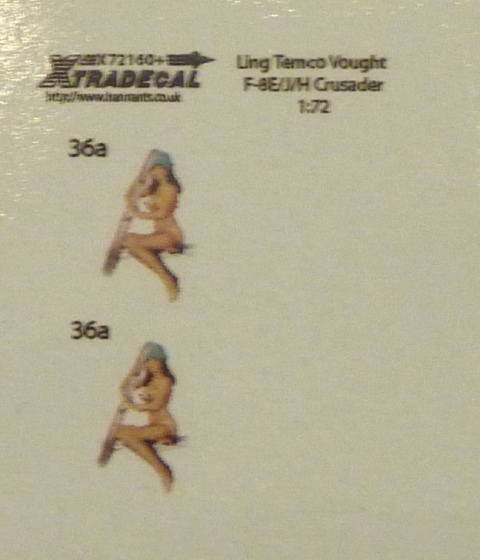 X72160+
XTRADECAL
http://www.hannants.co.uk
Ling Temco Vought
F-8E/J/H Crusader
1:72
36a
36a